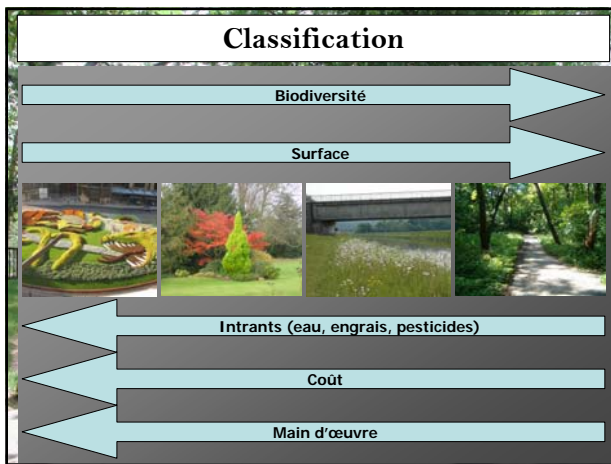 Classification
Biodiversité
Surface
Intrants (eau, engrais, pesticides)
Coût
Main d'œuvre